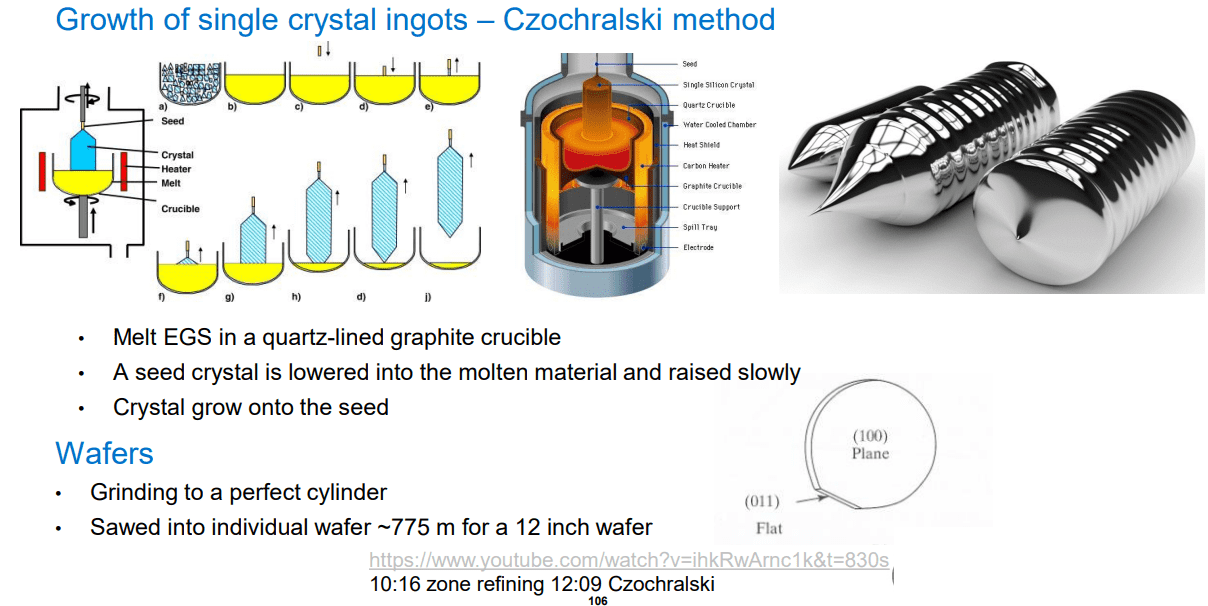 Growth of single crystal ingots – Czochralski method
a)
b)
c)
d)
e)
Seed
Crystal
Heater
Melt
Crucible
f)
g)
h)
d)
j)
Seed
Single Silicon Crystal
Quartz Crucible
Water Cooled Chamber
Heat Shield
Carbon Heater
Graphite Crucible
Crucible Support
Spill Tray
Electrode
• Melt EGS in a quartz-lined graphite crucible
• A seed crystal is lowered into the molten material and raised slowly
• Crystal grow onto the seed
(100)
Plane
(011)
Flat
Wafers
• Grinding to a perfect cylinder
• Sawed into individual wafer ~775 m for a 12 inch wafer
https://www.youtube.com/watch?v=ihkRwArnc1k&t=830s
10:16 zone refining 12:09 Czochralski
106